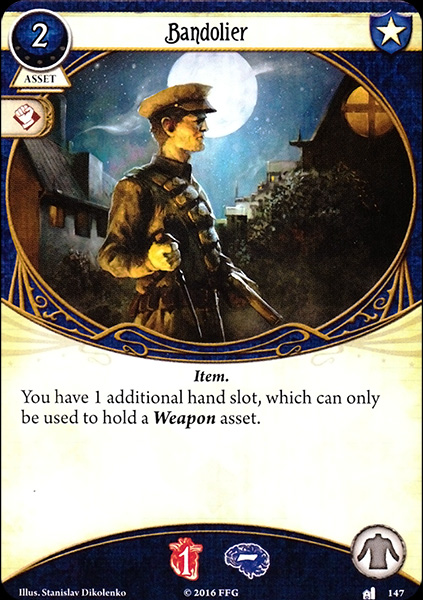 2
Bandolier
ASSET
Item.
You have 1 additional hand slot, which can only
be used to hold a Weapon asset.
1
–
Illus. Stanislav Dikolenko
© 2016 FFG
147